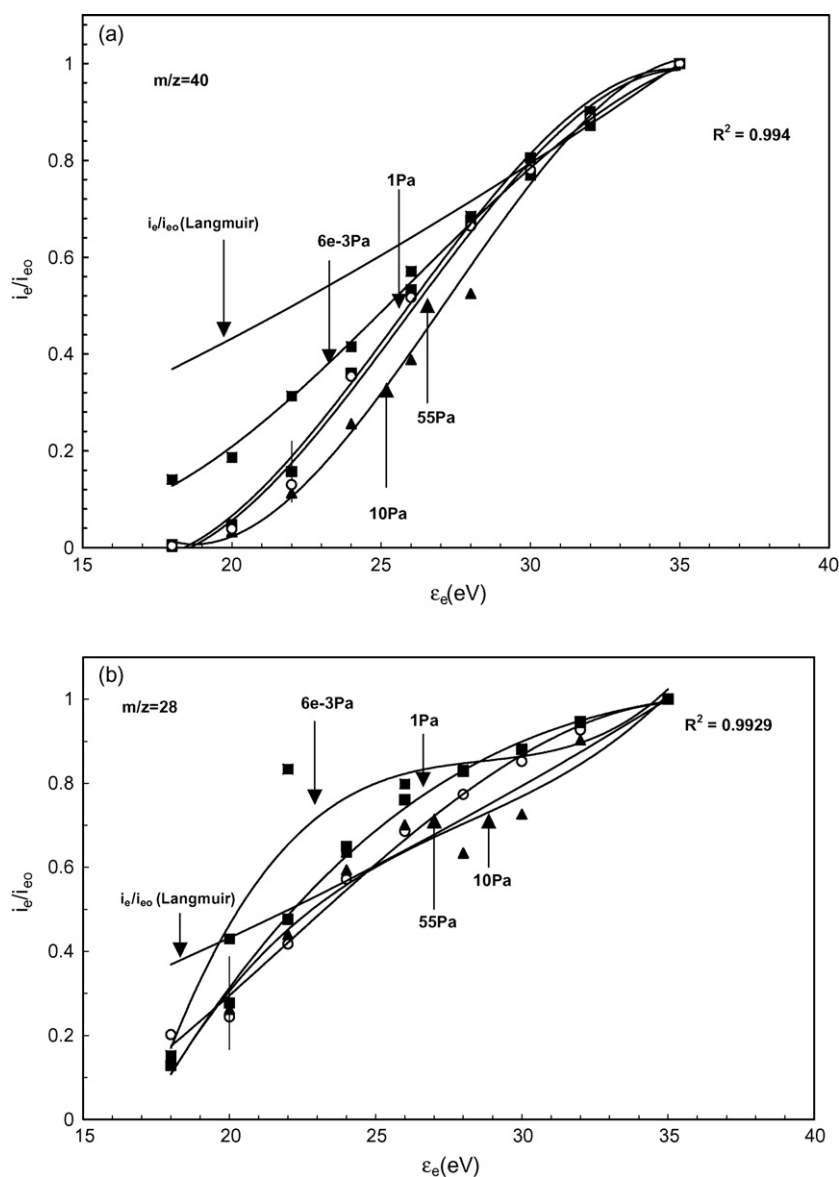 (a)
m/z=40
R² = 0.994
1Pa
iₑ/iₑₒ(Langmuir)
6e-3Pa
55Pa
10Pa
iₑ/iₑₒ
1
0.8
0.6
0.4
0.2
0
15 20 25 30 35 40
εₑ(eV)
(b)
m/z=28
6e-3Pa
1Pa
R² = 0.9929
iₑ/iₑₒ (Langmuir)
10Pa
55Pa
iₑ/iₑₒ
1
0.8
0.6
0.4
0.2
0
15 20 25 30 35 40
εₑ(eV)